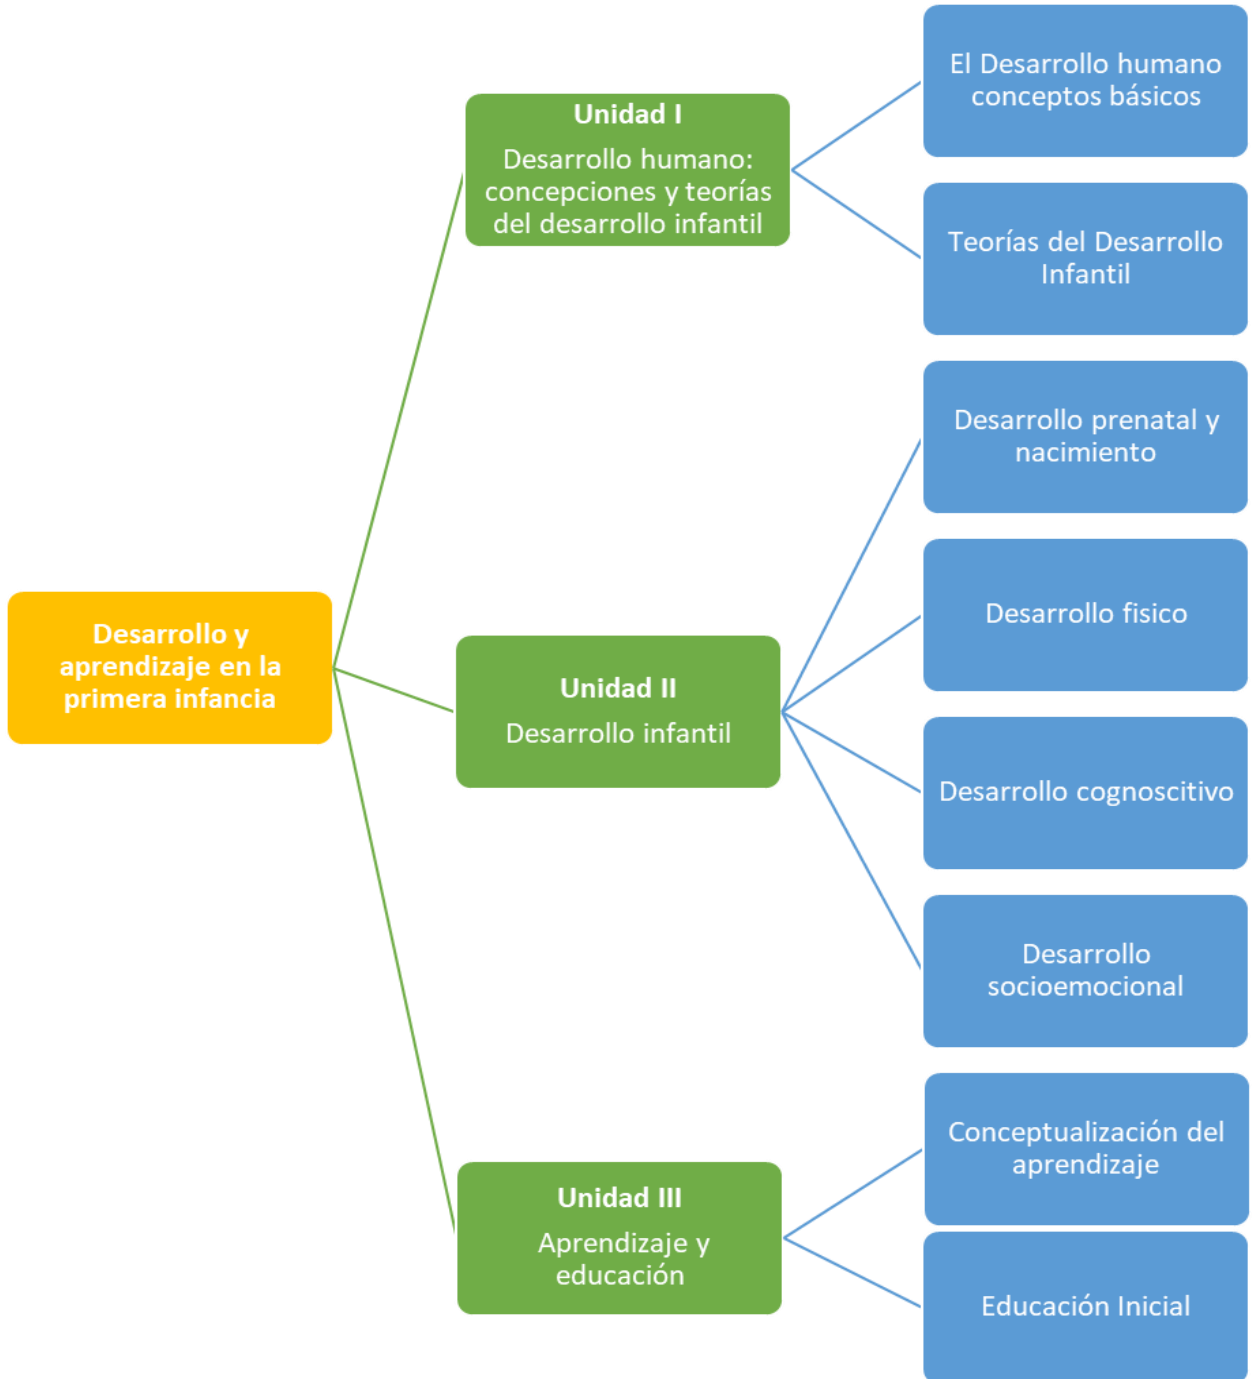 El Desarrollo humano
conceptos básicos
Unidad I
Desarrollo humano:
concepciones y teorías
del desarrollo infantil
Teorías del Desarrollo
Infantil
Desarrollo prenatal y
nacimiento
Desarrollo fisico
Desarrollo y
aprendizaje en la
primera infancia
Unidad II
Desarrollo infantil
Desarrollo cognoscitivo
Desarrollo
socioemocional
Conceptualización del
aprendizaje
Unidad III
Aprendizaje y
educación
Educación Inicial